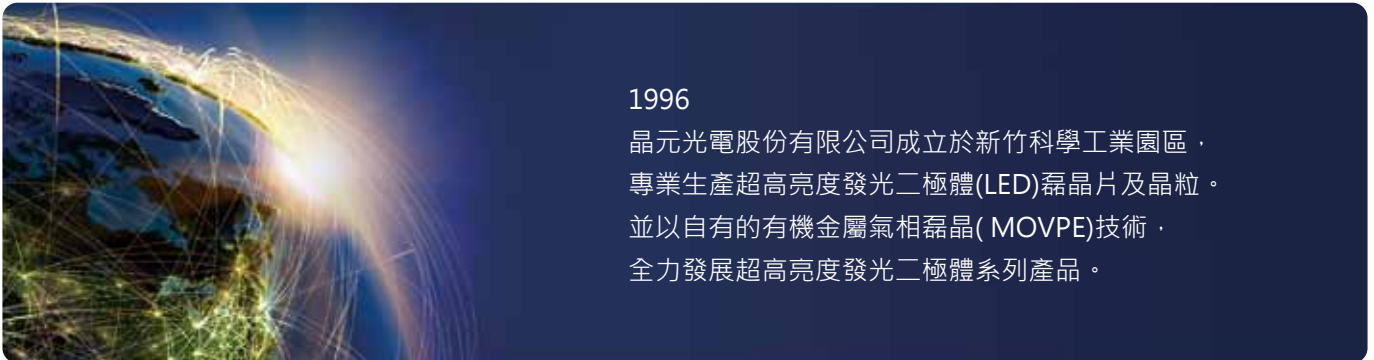 1996
晶元光電股份有限公司成立於新竹科學工業園區，
專業生產超高亮度發光二極體(LED)磊晶片及晶粒。
並以自有的有機金屬氣相磊晶( MOVPE)技術，
全力發展超高亮度發光二極體系列產品。